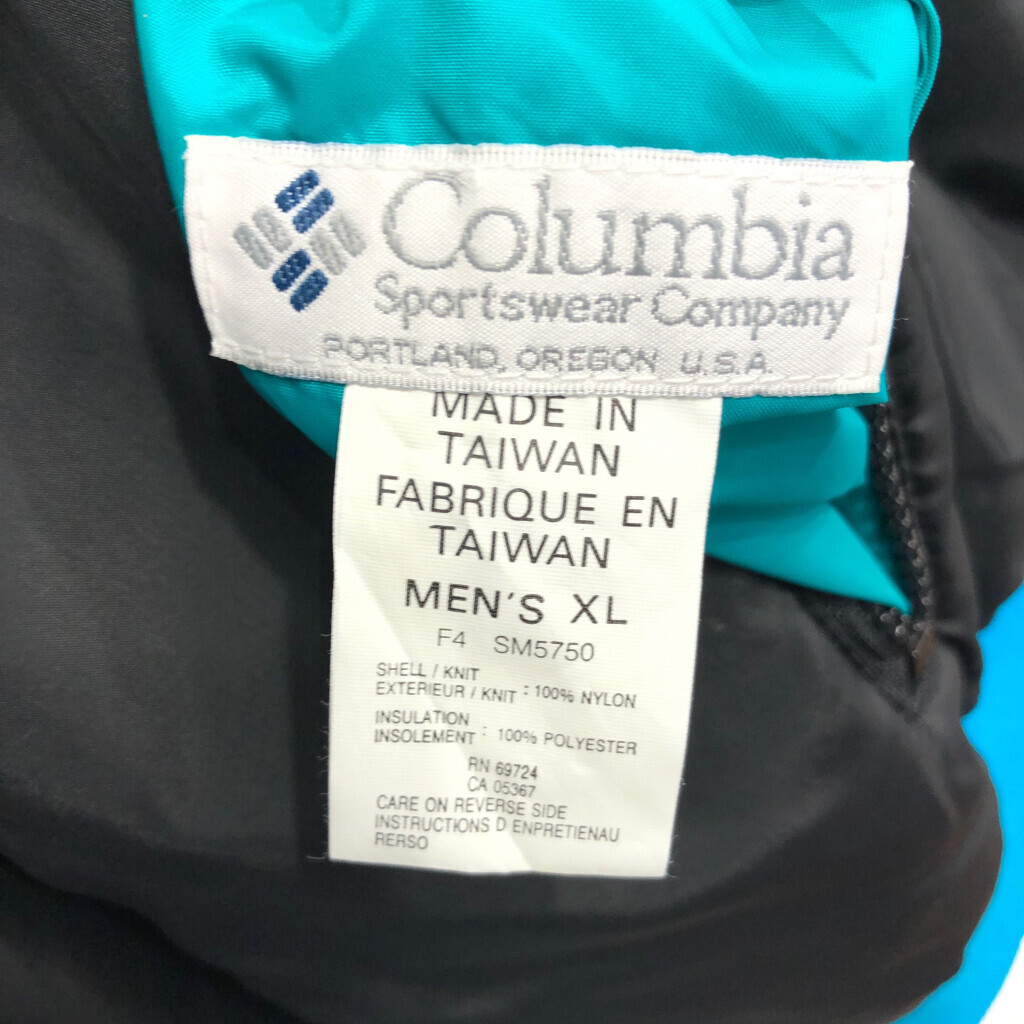 Columbia
Sportswear Company
PORTLAND, OREGON U.S.A.
MADE IN
TAIWAN
FABRIQUE EN
TAIWAN
MEN'S XL
F4 SM5750
SHELL / KNIT
EXTERIEUR / KNIT : 100% NYLON
INSULATION
INSOLEMENT : 100% POLYESTER
RN 69724
CA 05367
CARE ON REVERSE SIDE
INSTRUCTIONS D ENPRETIENAU
RERSO